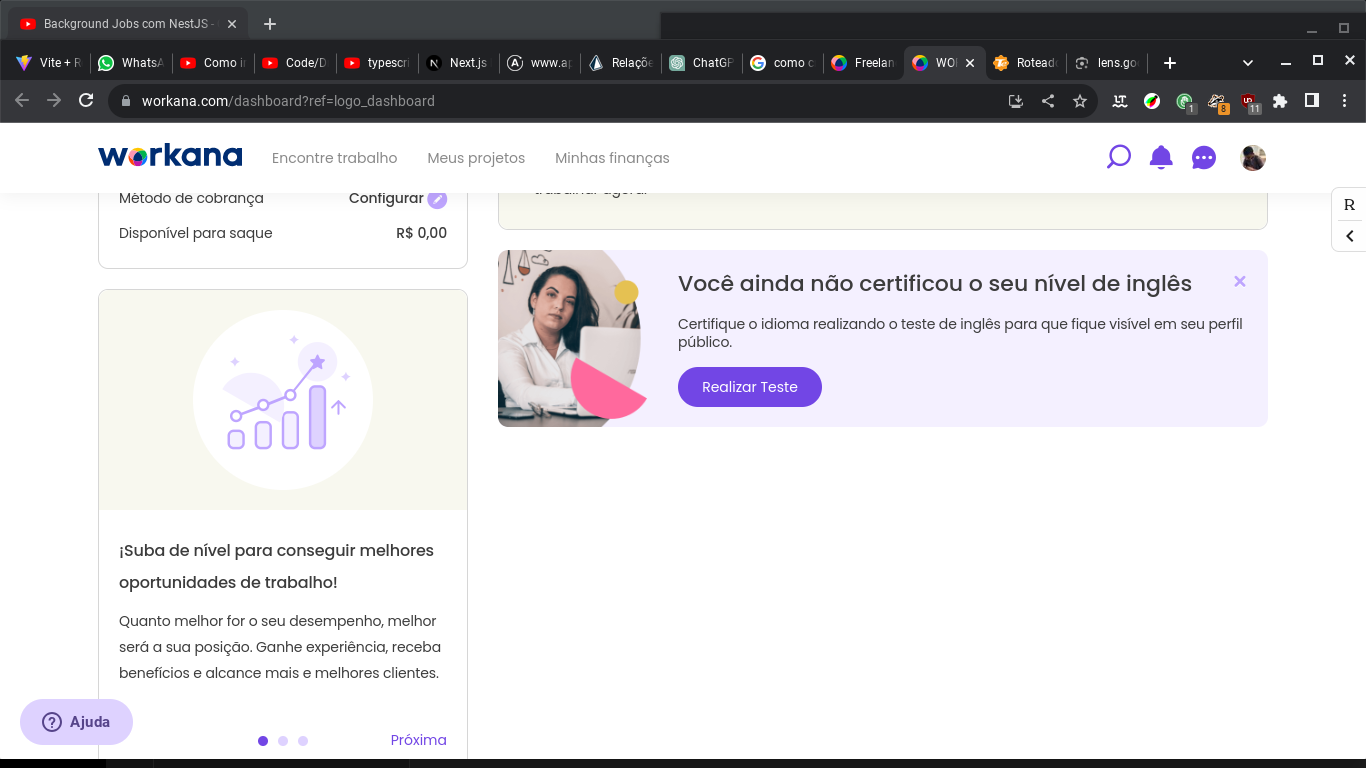 Background Jobs com NestJS -
Vite + R
WhatsA
Como i
Code/D
typescri
Next.js
www.ap
Relaçõe
ChatGP
como c
Freelan
WO
Rotead
lens.go
workana.com/dashboard?ref=logo_dashboard
1
8
11
workana
Encontre trabalho
Meus projetos
Minhas finanças
Método de cobrança
Configurar
Disponível para saque
R$ 0,00
R
Você ainda não certificou o seu nível de inglês
Certifique o idioma realizando o teste de inglês para que fique visível em seu perfil
público.
Realizar Teste
¡Suba de nível para conseguir melhores
oportunidades de trabalho!
Quanto melhor for o seu desempenho, melhor
será a sua posição. Ganhe experiência, receba
benefícios e alcance mais e melhores clientes.
Próxima
Ajuda